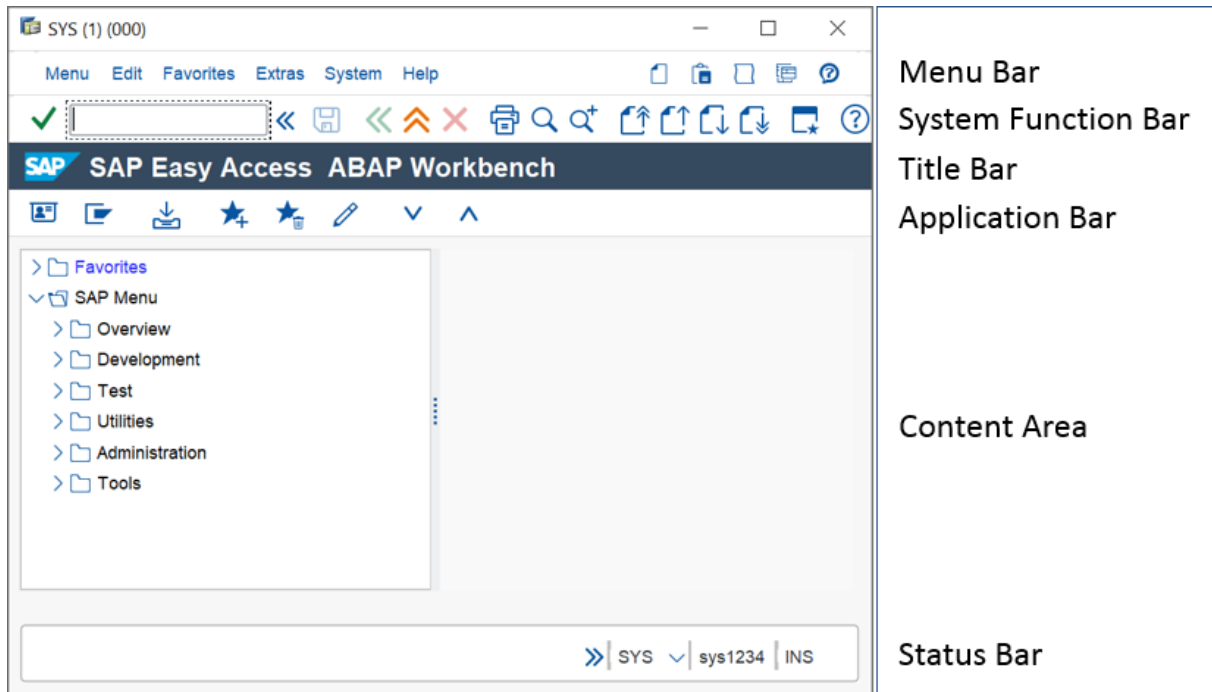 SYS (1) (000)
Menu Edit Favorites Extras System Help
Menu Bar
System Function Bar
SAP SAP Easy Access ABAP Workbench
Title Bar
Application Bar
Favorites
SAP Menu
Overview
Development
Test
Utilities
Administration
Tools
Content Area
SYS sys1234 INS
Status Bar